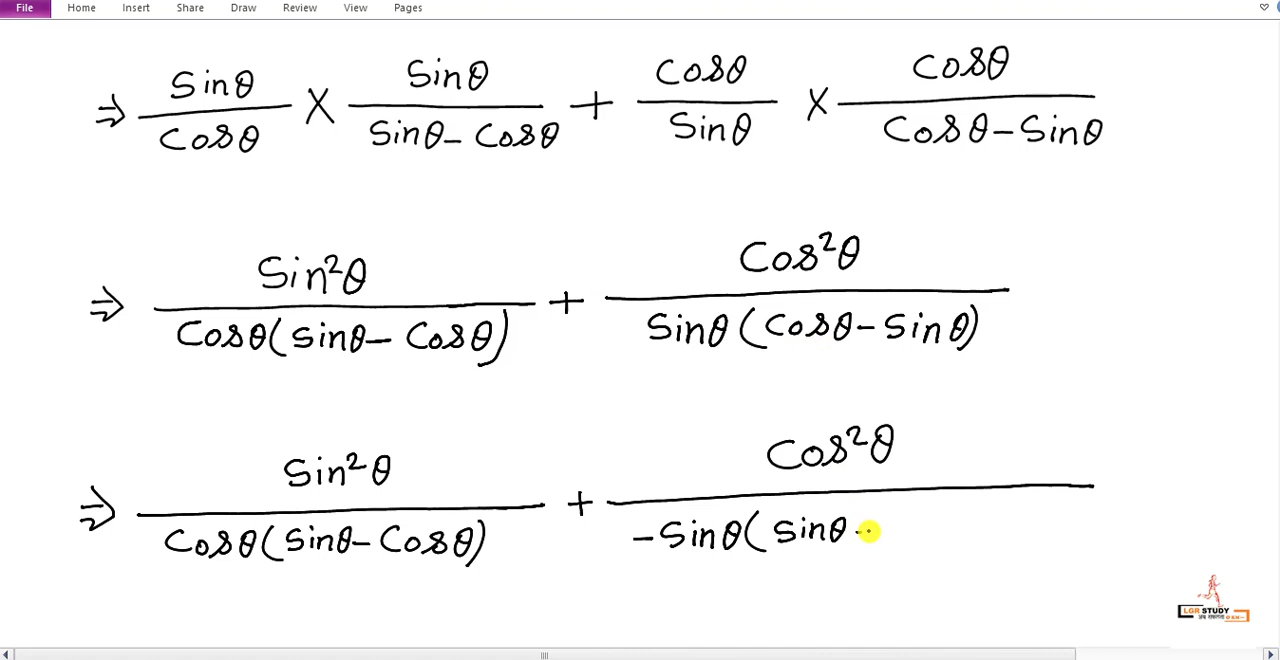 File Home Insert Share Draw Review View Pages
⇒ Sinθ/Cosθ × Sinθ/(Sinθ-Cosθ) + Cosθ/Sinθ × Cosθ/(Cosθ-Sinθ)
⇒ Sin²θ/Cosθ(Sinθ-Cosθ) + Cos²θ/Sinθ(Cosθ-Sinθ)
⇒ Sin²θ/Cosθ(Sinθ-Cosθ) + Cos²θ/-Sinθ(Sinθ-
LGR STUDY